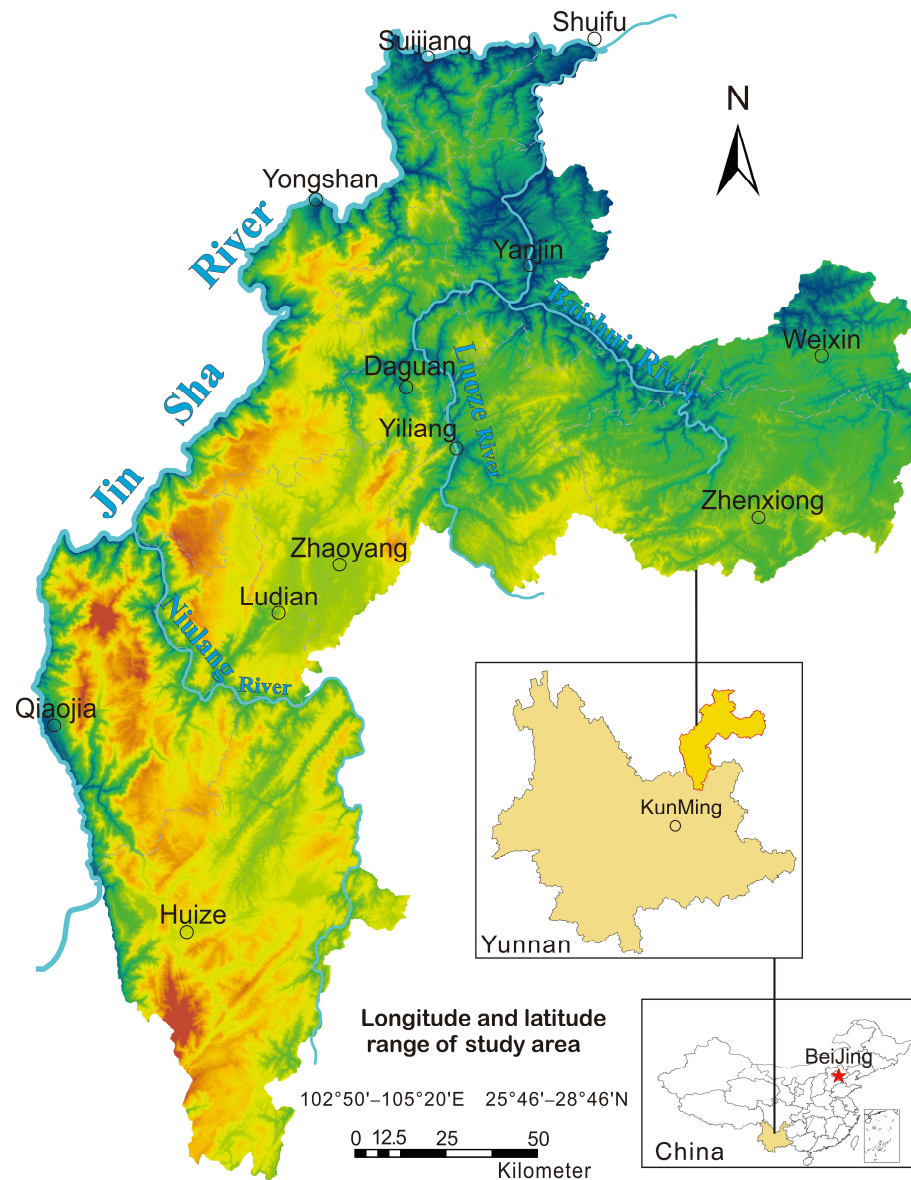 Shuifu
Suijiang
N
Yongshan
River
Yanjin
Baishui River
Weixin
Sha
Daguan
Luoze River
Yiliang
Jin
Zhenxiong
Zhaoyang
Ludian
Niulang River
Qiaojia
KunMing
Huize
Yunnan
Longitude and latitude
range of study area
BeiJing
102°50'–105°20'E 25°46'–28°46'N
0 12.5 25 50
Kilometer
China